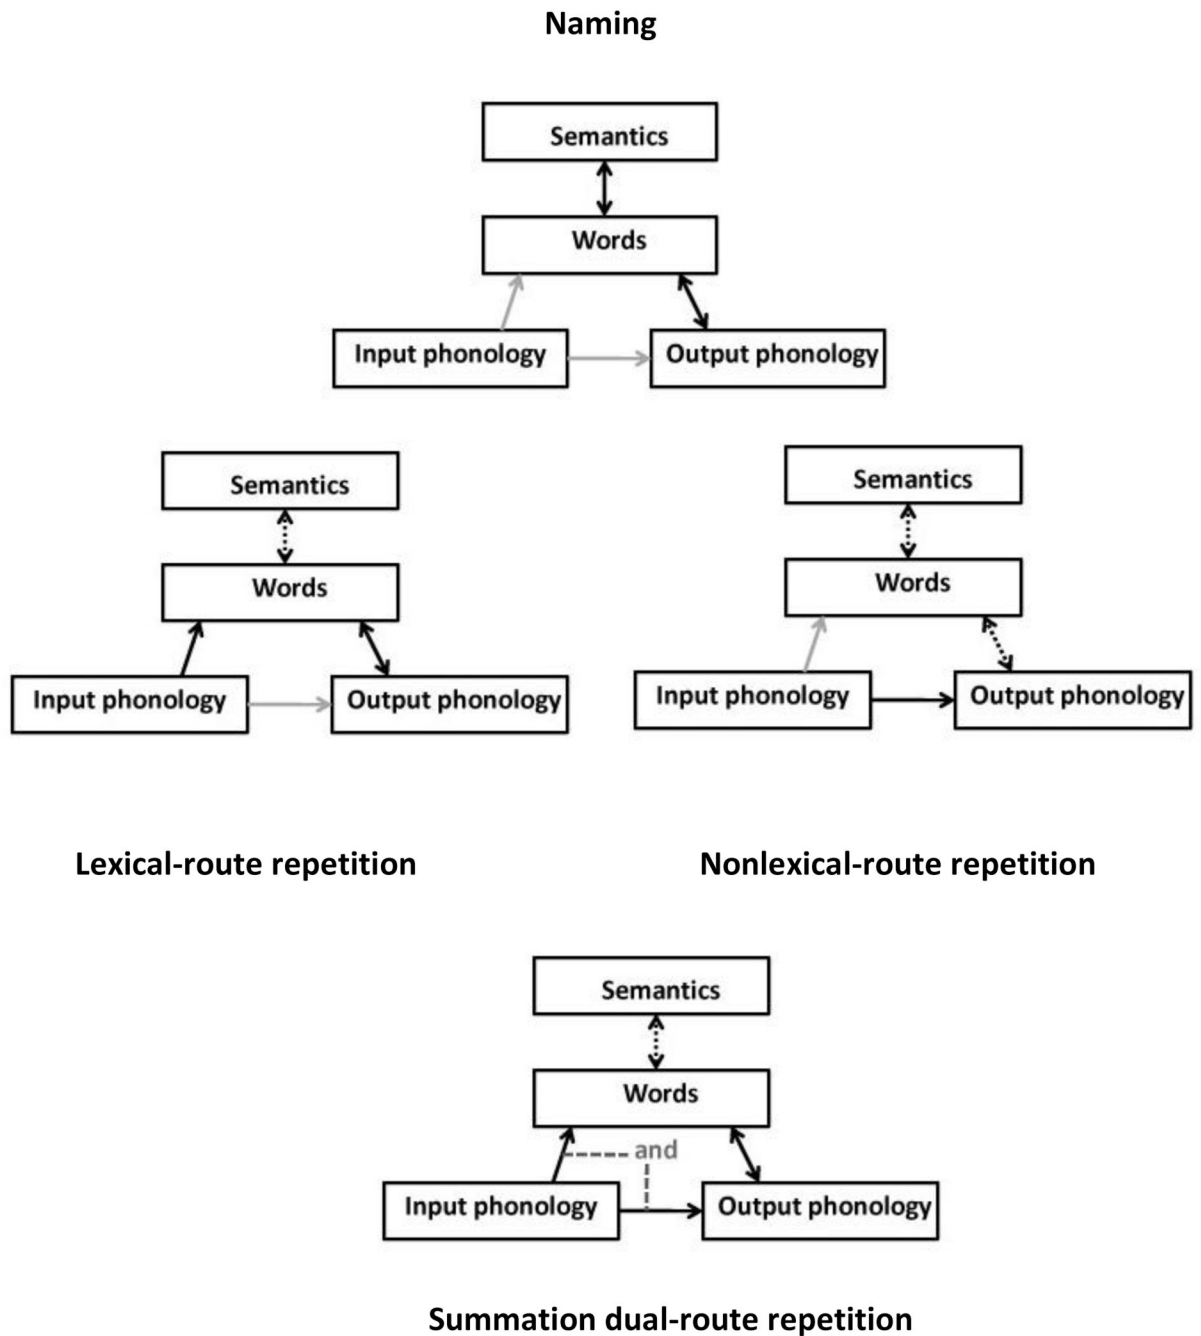 Naming
Semantics
Words
Input phonology
Output phonology
Semantics
Words
Input phonology
Output phonology
Lexical-route repetition
Semantics
Words
Input phonology
Output phonology
Nonlexical-route repetition
Semantics
Words
and
Input phonology
Output phonology
Summation dual-route repetition